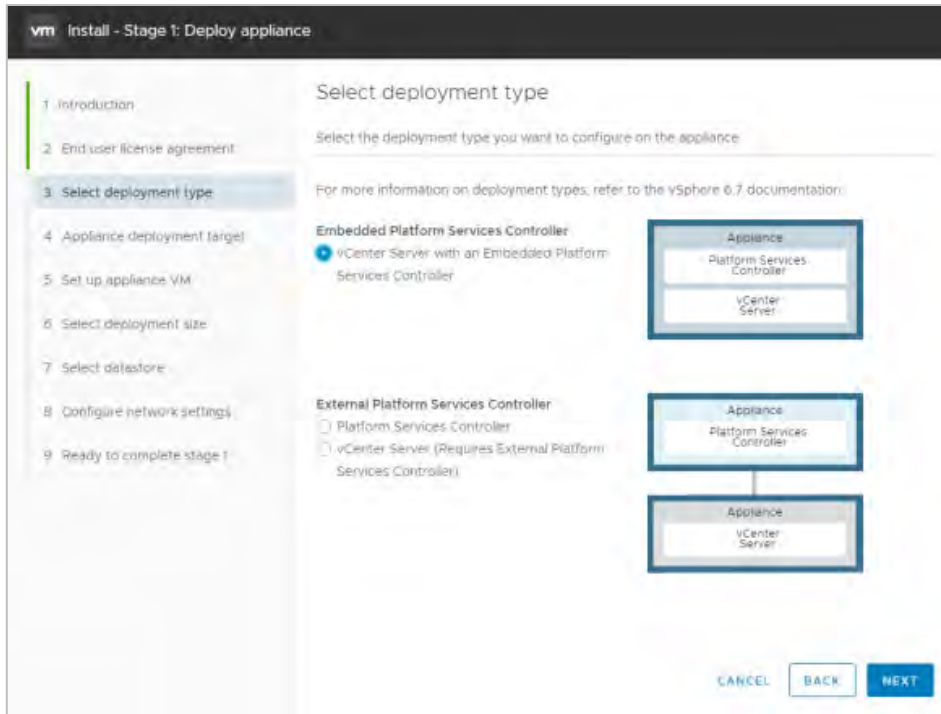 vm Install - Stage 1: Deploy appliance
1 Introduction
2 End user license agreement
3 Select deployment type
4 Appliance deployment target
5 Set up appliance VM
6 Select deployment size
7 Select datastore
8 Configure network settings
9 Ready to complete stage 1
Select deployment type
Select the deployment type you want to configure on the appliance
For more information on deployment types, refer to the vSphere 6.7 documentation.
Embedded Platform Services Controller
vCenter Server with an Embedded Platform
Services Controller
Appliance
Platform Services
Controller
vCenter
Server
External Platform Services Controller
Platform Services Controller
vCenter Server (Requires External Platform
Services Controller)
Appliance
Platform Services
Controller
Appliance
vCenter
Server
CANCEL
BACK
NEXT